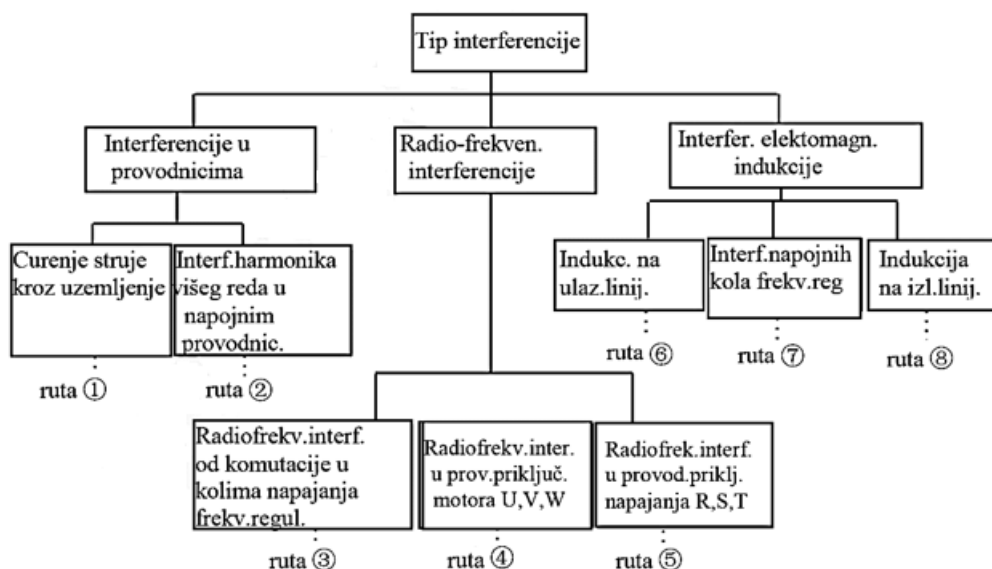 Tip interferencije
Interferencije u
provodnicima
Radio-frekven.
interferencije
Interfer. elektomagn.
indukcije
Curenje struje
kroz uzemljenje
Interf.harmonika
višeg reda u
napojnim
provodnic.
Indukc. na
ulaz.linij.
Interf.napojnih
kola frekv.reg
Indukcija
na izl.linij.
ruta ①
ruta ②
ruta ⑥
ruta ⑦
ruta ⑧
Radiofrekv.interf.
od komutacije u
kolima napajanja
frekv.regul.
Radiofrekv.inter.
u prov.priključ.
motora U,V,W
Radiofrek.interf.
u provod.priklj.
napajanja R,S,T
ruta ③
ruta ④
ruta ⑤